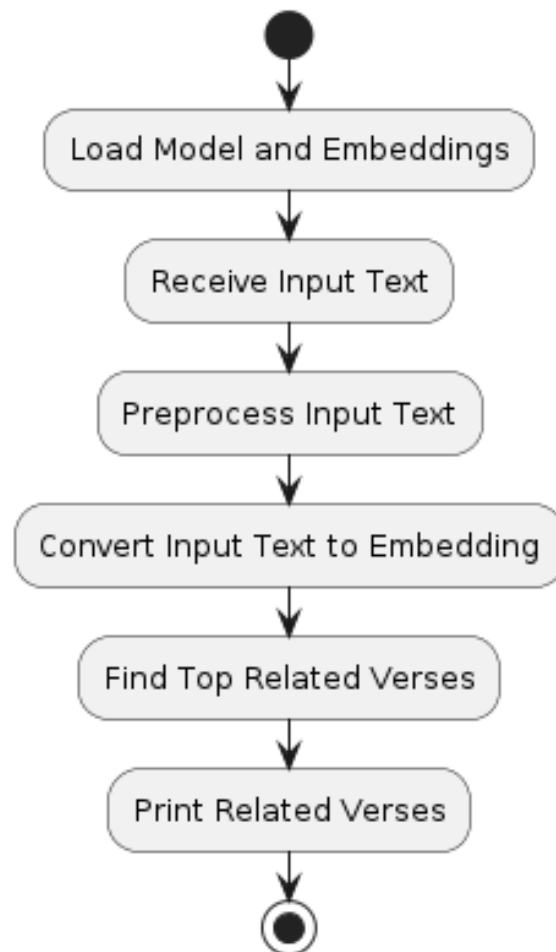 Load Model and Embeddings
Receive Input Text
Preprocess Input Text
Convert Input Text to Embedding
Find Top Related Verses
Print Related Verses